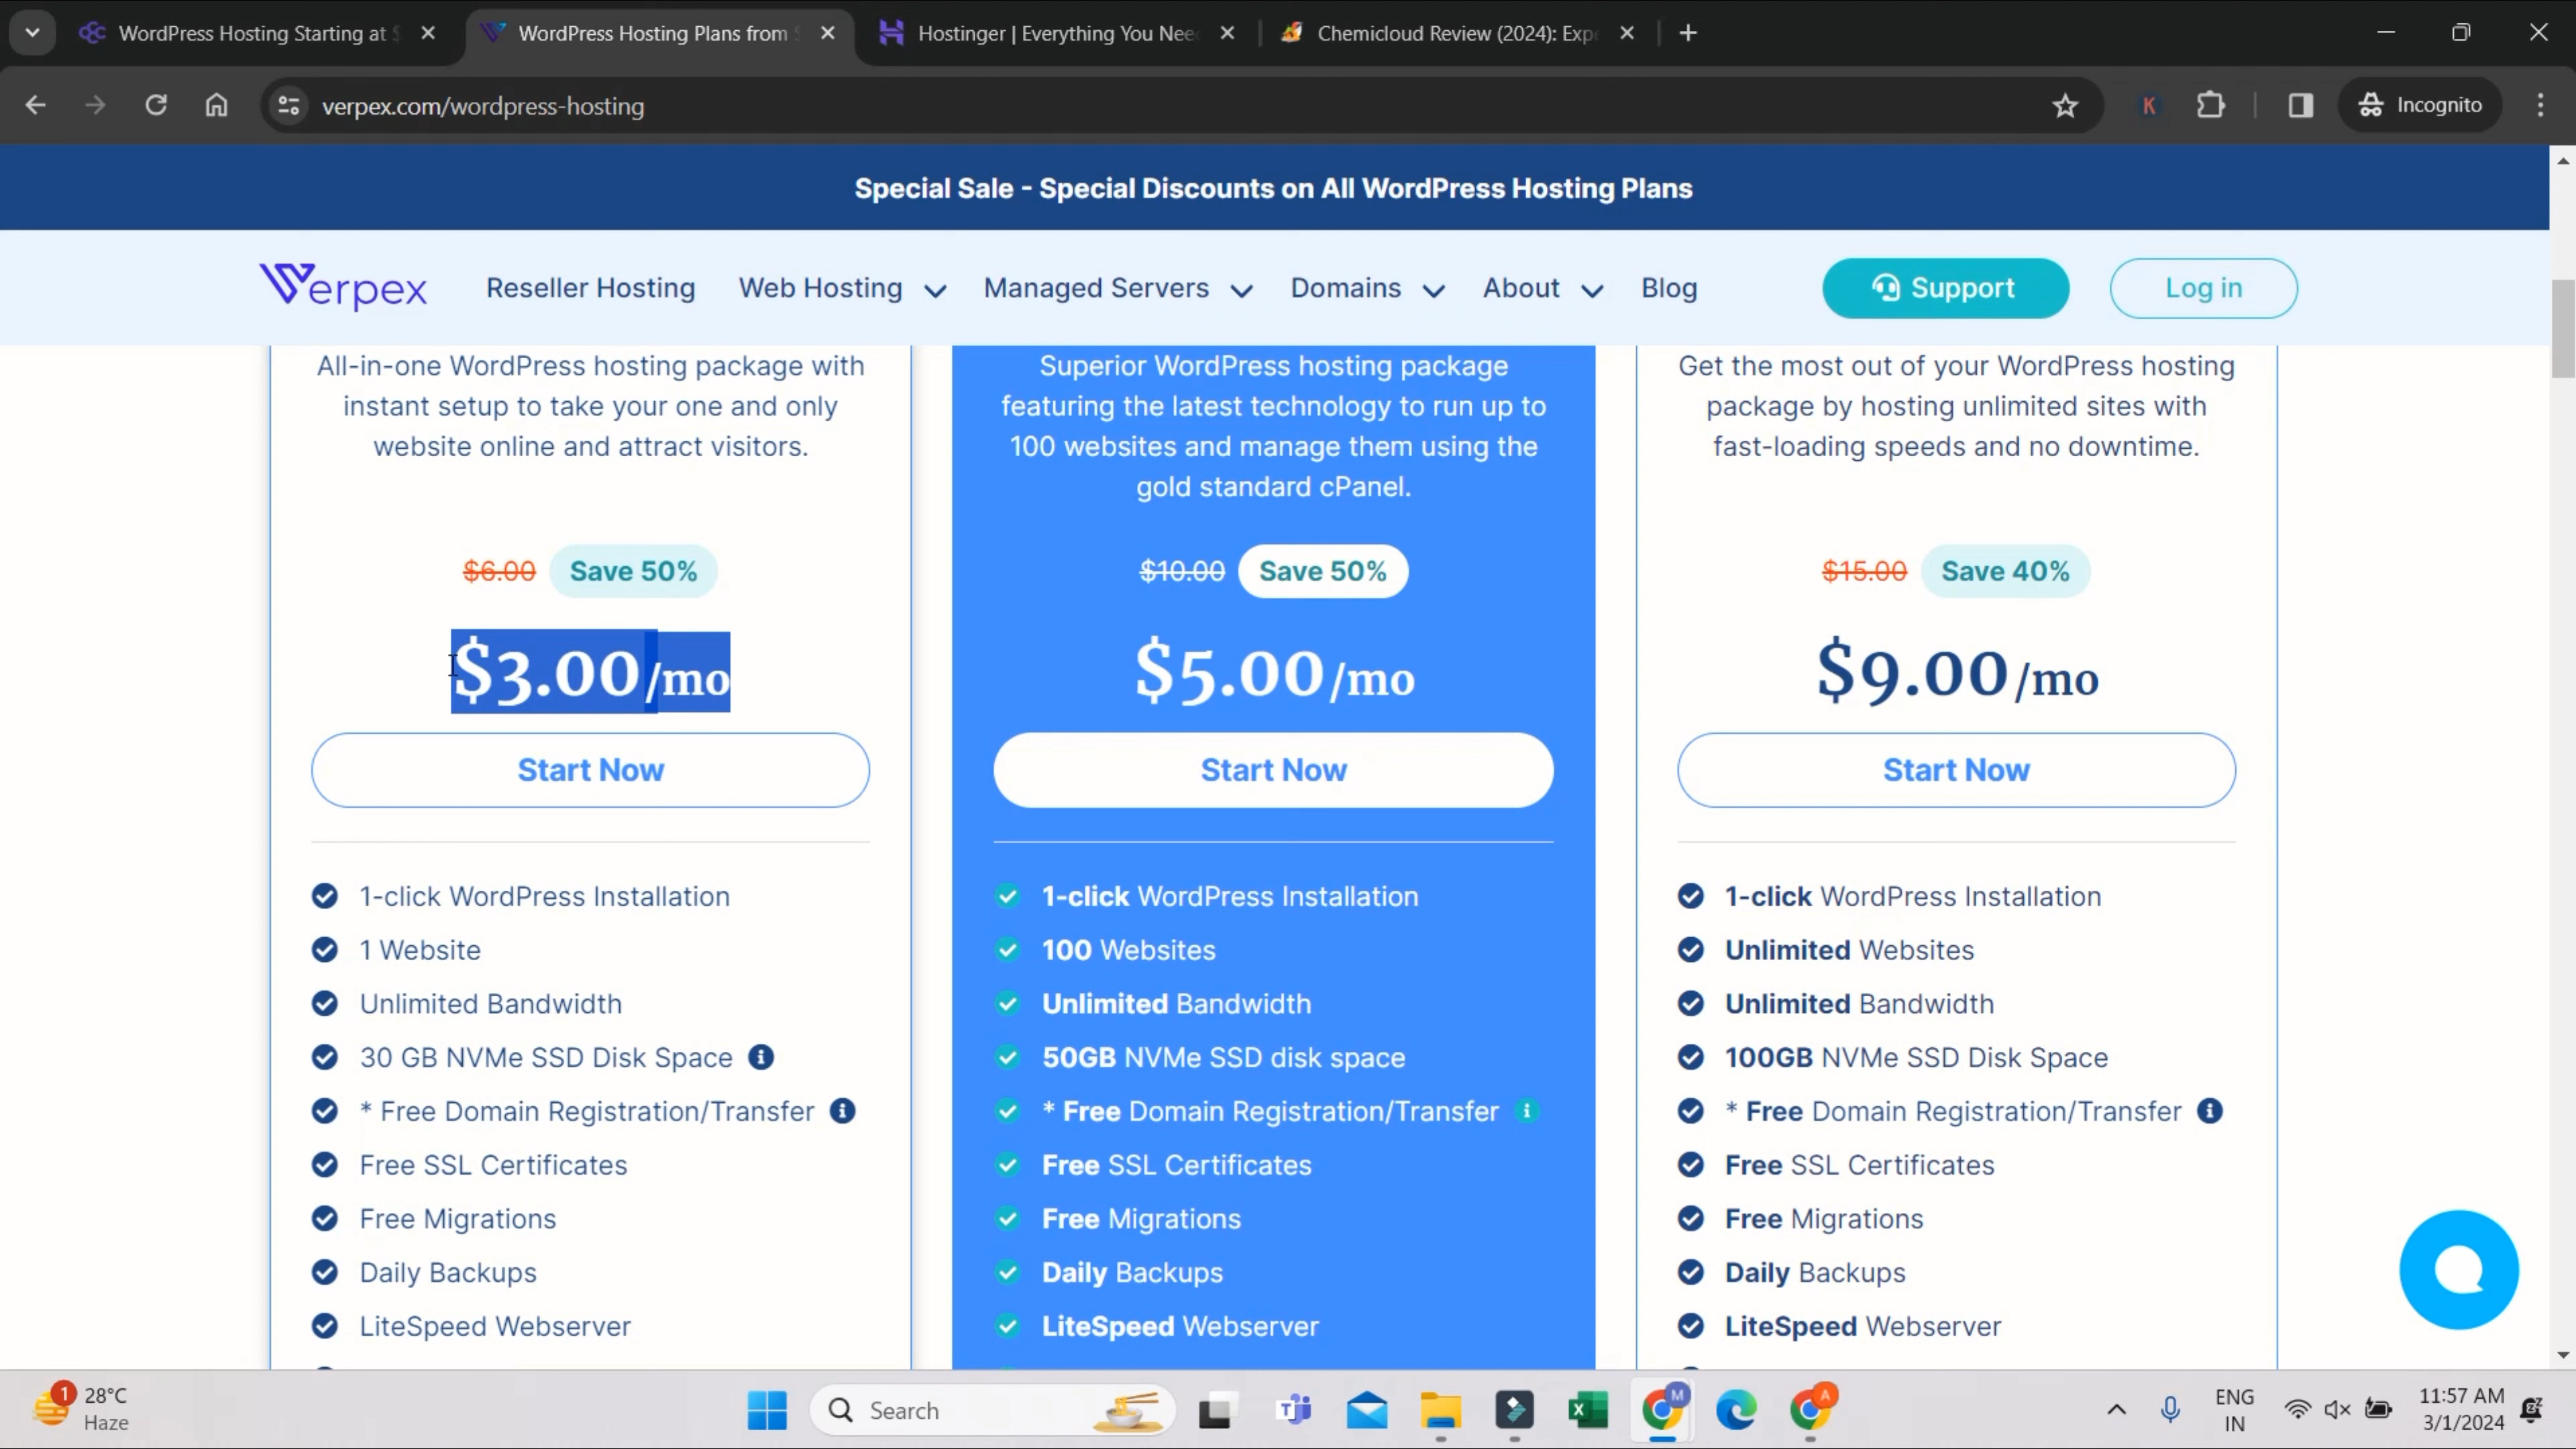 WordPress Hosting Starting at $
WordPress Hosting Plans from $
Hostinger | Everything You Nee
Chemicloud Review (2024): Expe
verpex.com/wordpress-hosting
K
Incognito
Special Sale - Special Discounts on All WordPress Hosting Plans
Verpex
Reseller Hosting
Web Hosting
Managed Servers
Domains
About
Blog
Support
Log in
All-in-one WordPress hosting package with
instant setup to take your one and only
website online and attract visitors.
$6.00 Save 50%
$3.00/mo
Start Now
1-click WordPress Installation
1 Website
Unlimited Bandwidth
30 GB NVMe SSD Disk Space
* Free Domain Registration/Transfer
Free SSL Certificates
Free Migrations
Daily Backups
LiteSpeed Webserver
Superior WordPress hosting package
featuring the latest technology to run up to
100 websites and manage them using the
gold standard cPanel.
$10.00 Save 50%
$5.00/mo
Start Now
1-click WordPress Installation
100 Websites
Unlimited Bandwidth
50GB NVMe SSD disk space
* Free Domain Registration/Transfer
Free SSL Certificates
Free Migrations
Daily Backups
LiteSpeed Webserver
Get the most out of your WordPress hosting
package by hosting unlimited sites with
fast-loading speeds and no downtime.
$15.00 Save 40%
$9.00/mo
Start Now
1-click WordPress Installation
Unlimited Websites
Unlimited Bandwidth
100GB NVMe SSD Disk Space
* Free Domain Registration/Transfer
Free SSL Certificates
Free Migrations
Daily Backups
LiteSpeed Webserver
1
28°C
Haze
Search
M
A
ENG
IN
11:57 AM
3/1/2024